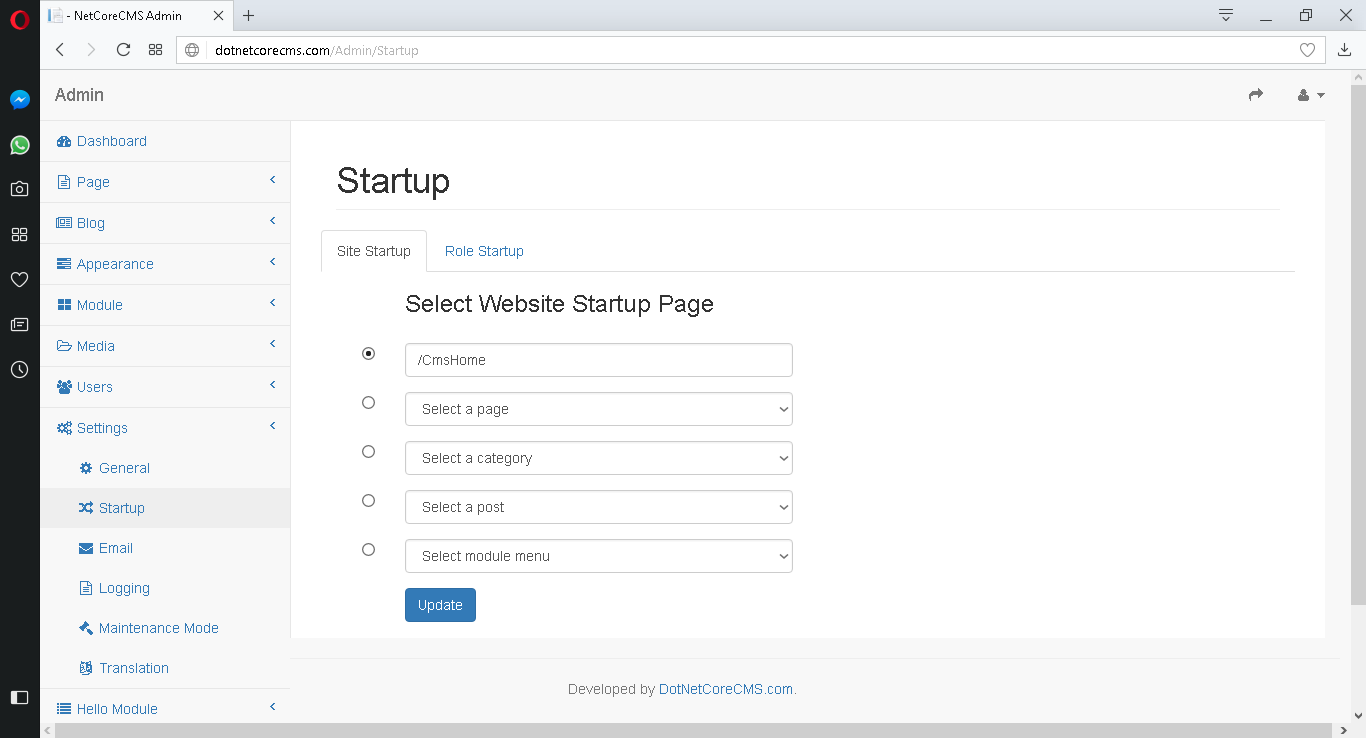 - NetCoreCMS Admin
dotnetcorecms.com/Admin/Startup
Admin
Dashboard
Page
Blog
Appearance
Module
Media
Users
Settings
General
Startup
Email
Logging
Maintenance Mode
Translation
Hello Module
Startup
Site Startup
Role Startup
Select Website Startup Page
/CmsHome
Select a page
Select a category
Select a post
Select module menu
Update
Developed by DotNetCoreCMS.com.